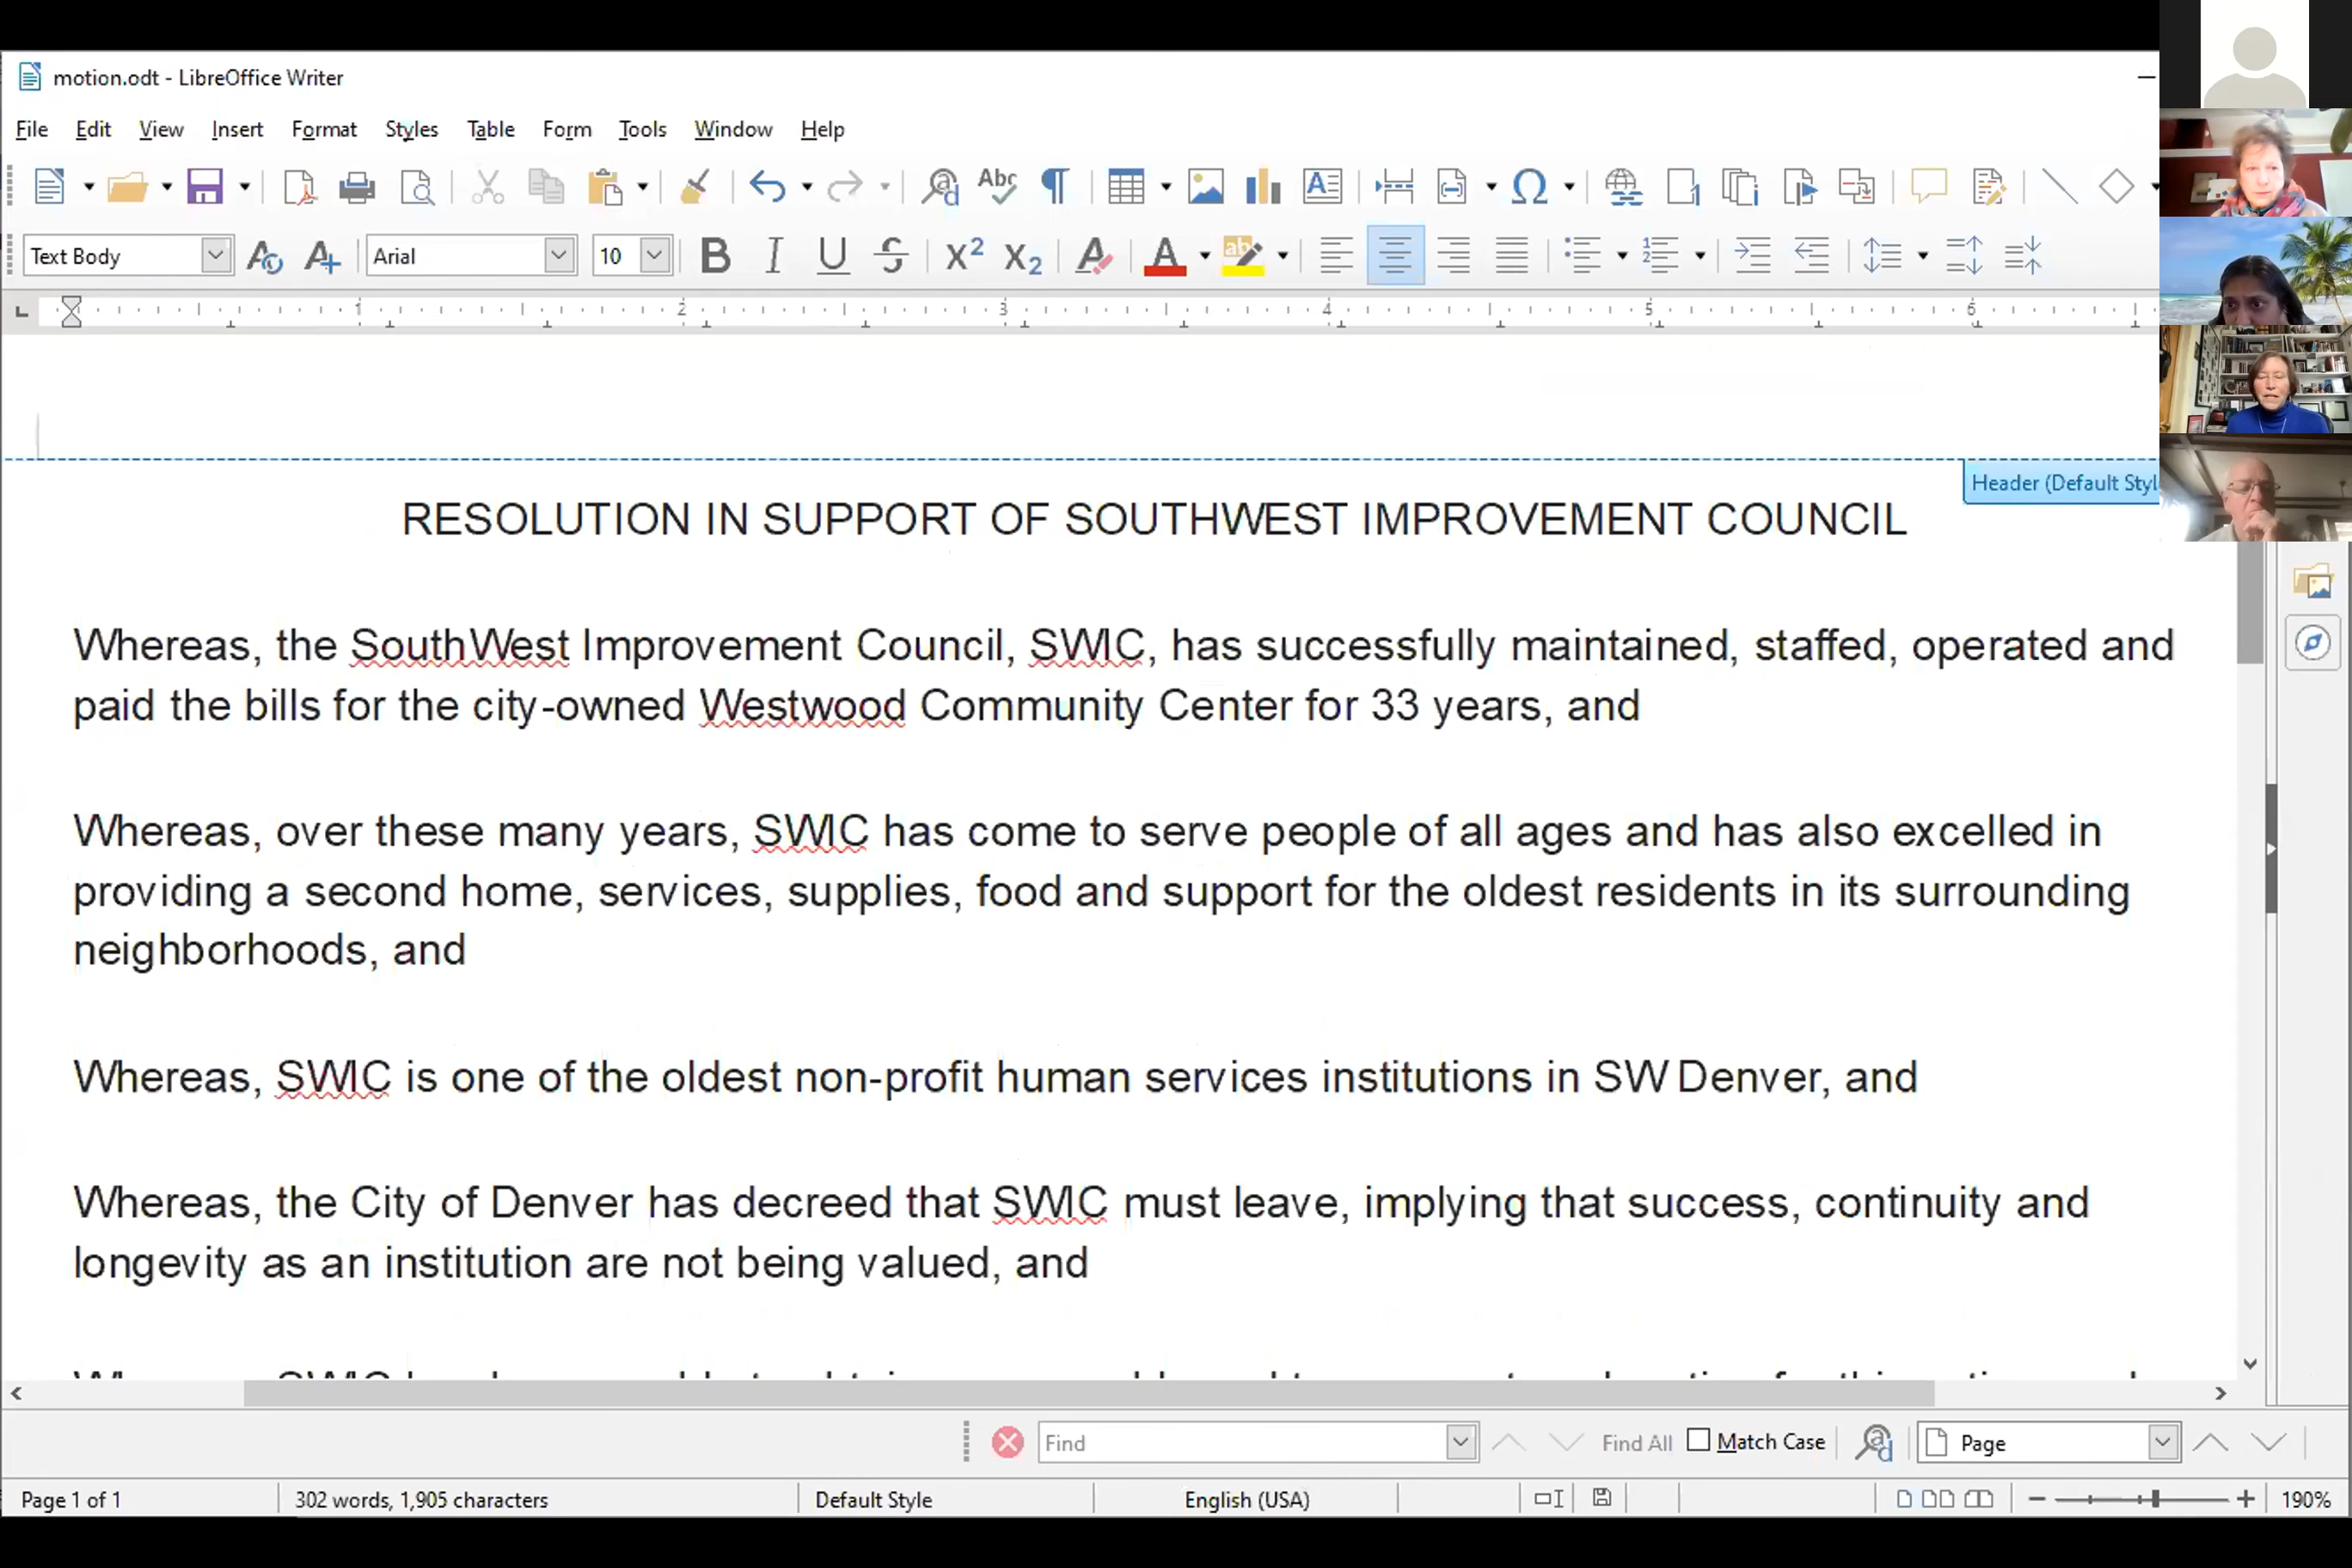 motion.odt - LibreOffice Writer
File Edit View Insert Format Styles Table Form Tools Window Help
Text Body Arial 10
1 2 3 4 5 6
Header (Default Styl
RESOLUTION IN SUPPORT OF SOUTHWEST IMPROVEMENT COUNCIL
Whereas, the SouthWest Improvement Council, SWIC, has successfully maintained, staffed, operated and
paid the bills for the city-owned Westwood Community Center for 33 years, and
Whereas, over these many years, SWIC has come to serve people of all ages and has also excelled in
providing a second home, services, supplies, food and support for the oldest residents in its surrounding
neighborhoods, and
Whereas, SWIC is one of the oldest non-profit human services institutions in SW Denver, and
Whereas, the City of Denver has decreed that SWIC must leave, implying that success, continuity and
longevity as an institution are not being valued, and
Find Find All Match Case Page
Page 1 of 1 302 words, 1,905 characters Default Style English (USA) 190%